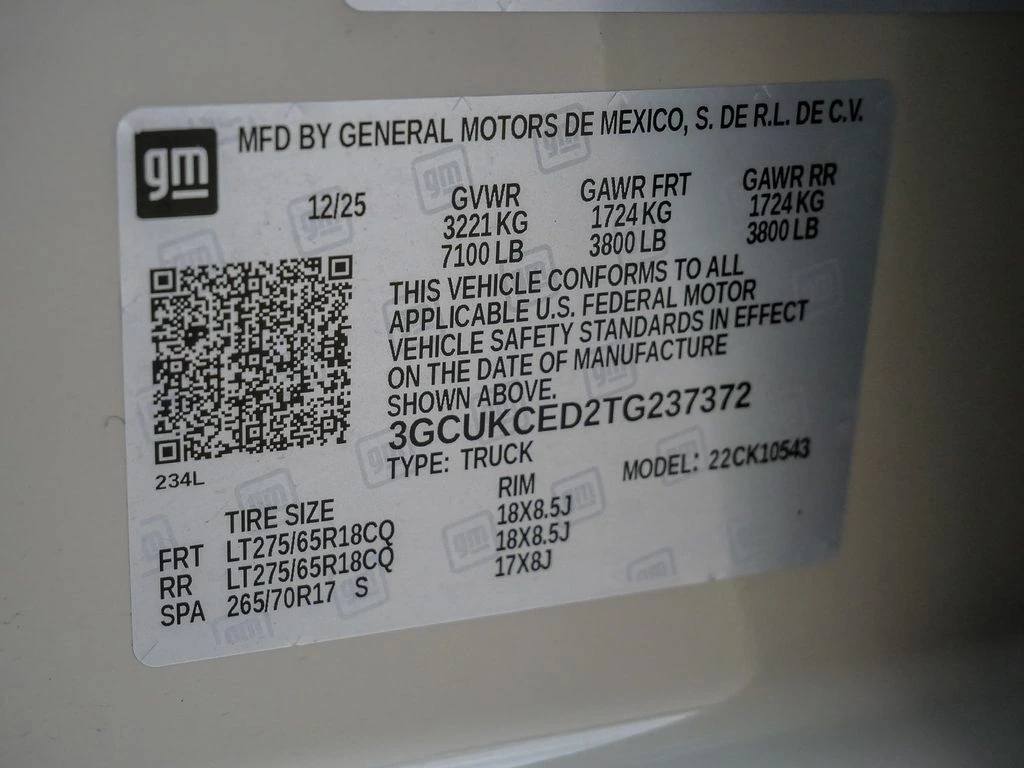 gm
MFD BY GENERAL MOTORS DE MEXICO, S. DE R.L. DE C.V.
12/25
GVWR
3221 KG
7100 LB
GAWR FRT
1724 KG
3800 LB
GAWR RR
1724 KG
3800 LB
THIS VEHICLE CONFORMS TO ALL
APPLICABLE U.S. FEDERAL MOTOR
VEHICLE SAFETY STANDARDS IN EFFECT
ON THE DATE OF MANUFACTURE
SHOWN ABOVE.
3GCUKCED2TG237372
TYPE: TRUCK MODEL: 22CK10543
234L
TIRE SIZE RIM
FRT LT275/65R18CQ 18X8.5J
RR LT275/65R18CQ 18X8.5J
SPA 265/70R17 S 17X8J